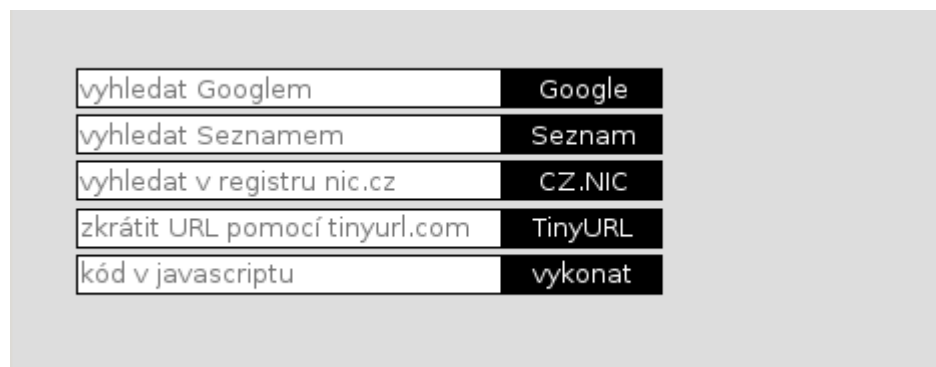 vyhledat Googlem Google
vyhledat Seznamem Seznam
vyhledat v registru nic.cz CZ.NIC
zkrátit URL pomocí tinyurl.com TinyURL
kód v javascriptu vykonat